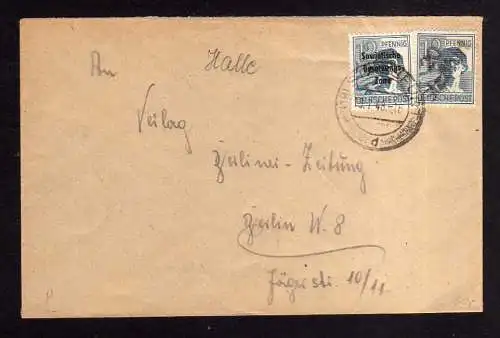 12 PFENNIG 12 PFENNIG
Sowjetische
Besatzungs-
Zone
DEUTSCHE POST DEUTSCHE POST
An Halle
Verlag
Berliner-Zeitung
Berlin W. 8
Jägerstr. 10/11